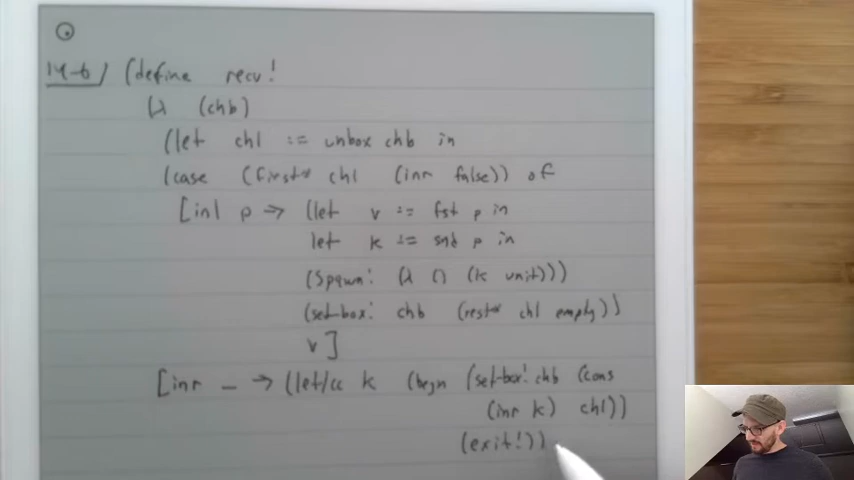 14-6/ (define recv!
(λ (chb)
(let chl := unbox chb in
(case (first* chl (inr false)) of
[inl p → (let v := fst p in
let k := snd p in
(spawn! (λ () (k unit)))
(set-box! chb (rest* chl empty))
v]
[inr _ → (let/cc k (begin (set-box! chb (cons
(inr k) chl))
(exit!))